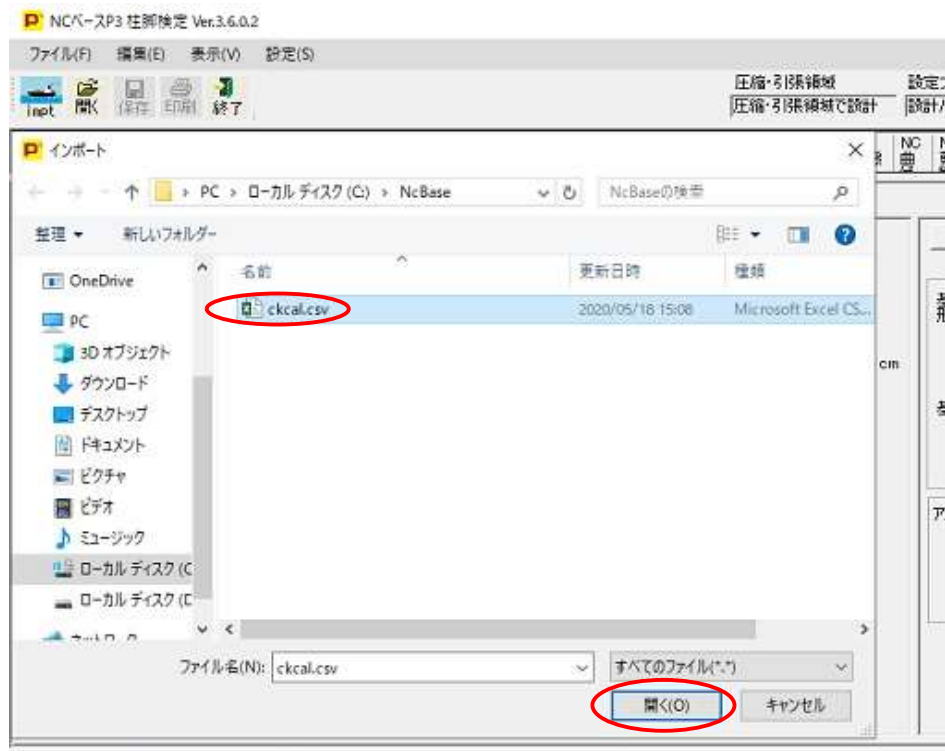 NCベースP3 柱脚検定 Ver.3.6.0.2
ファイル(F) 編集(E) 表示(V) 設定(S)
inpt 開く 保存 印刷 終了
圧縮・引張領域
圧縮・引張領域で設計
インポート
PC › ローカル ディスク (C:) › NcBase
NcBaseの検索
整理 新しいフォルダー
名前 更新日時 種類
ckcal.csv 2020/05/18 15:08 Microsoft Excel CS...
OneDrive
PC
3D オブジェクト
ダウンロード
デスクトップ
ドキュメント
ピクチャ
ビデオ
ミュージック
ローカル ディスク (C
ローカル ディスク (D
cm
ファイル名(N): ckcal.csv すべてのファイル(*.*)
開く(O) キャンセル